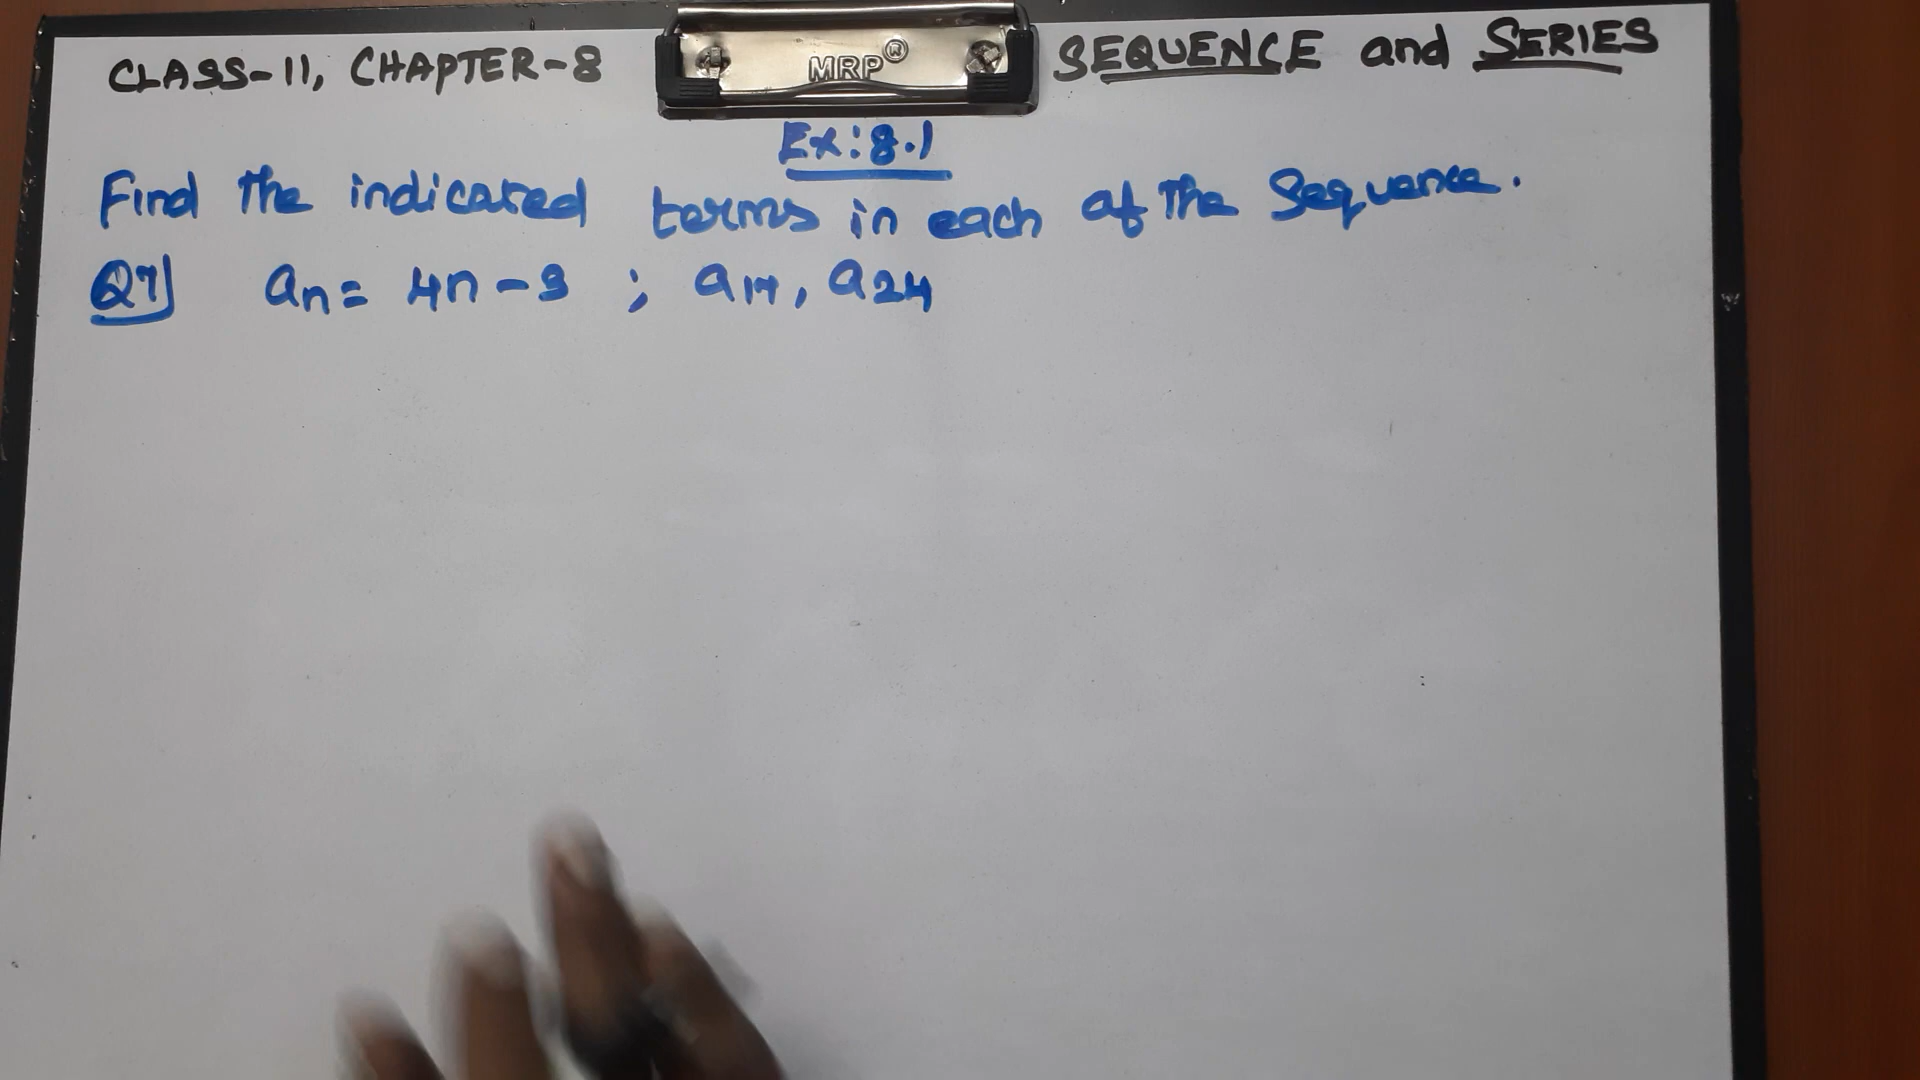 CLASS-11, CHAPTER-8 MRP® SEQUENCE and SERIES
Ex:8.1
Find the indicated terms in each of the Sequence.
Q7] an = 4n - 3 ; a17, a24